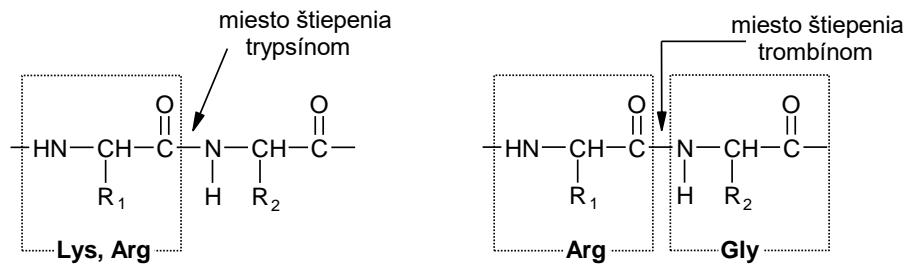 miesto štiepenia
trypsínom
miesto štiepenia
trombínom
O O O O
HN CH C N CH C HN CH C N CH C
R1 H R2 R1 H R2
Lys, Arg Arg Gly